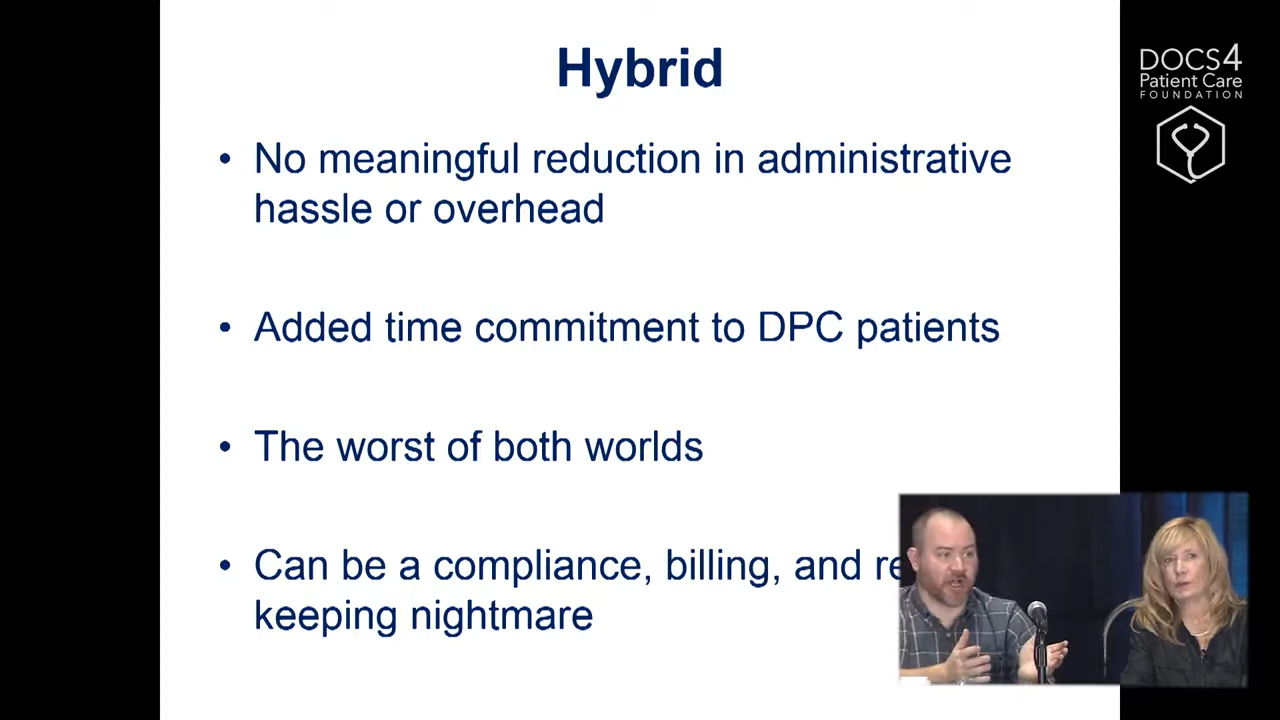 Hybrid
DOCS4
Patient Care
FOUNDATION
• No meaningful reduction in administrative
hassle or overhead
• Added time commitment to DPC patients
• The worst of both worlds
• Can be a compliance, billing, and
keeping nightmare